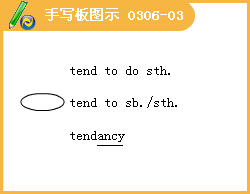 手写板图示 0306-03
tend to do sth.
tend to sb./sth.
tendancy